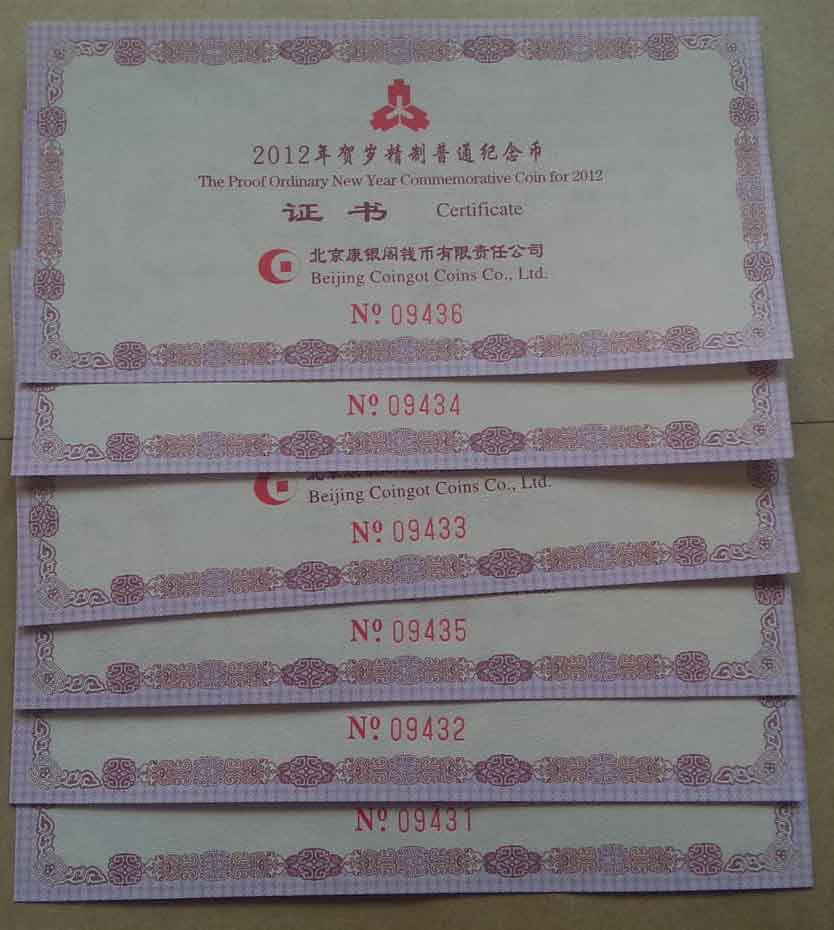 2012年贺岁精制普通纪念币
The Proof Ordinary New Year Commemorative Coin for 2012
证书 Certificate
北京康银阁钱币有限责任公司
Beijing Coingot Coins Co., Ltd.
Nº 09436
Nº 09434
Beijing Coingot Coins Co., Ltd.
Nº 09433
Nº 09435
Nº 09432
Nº 09431